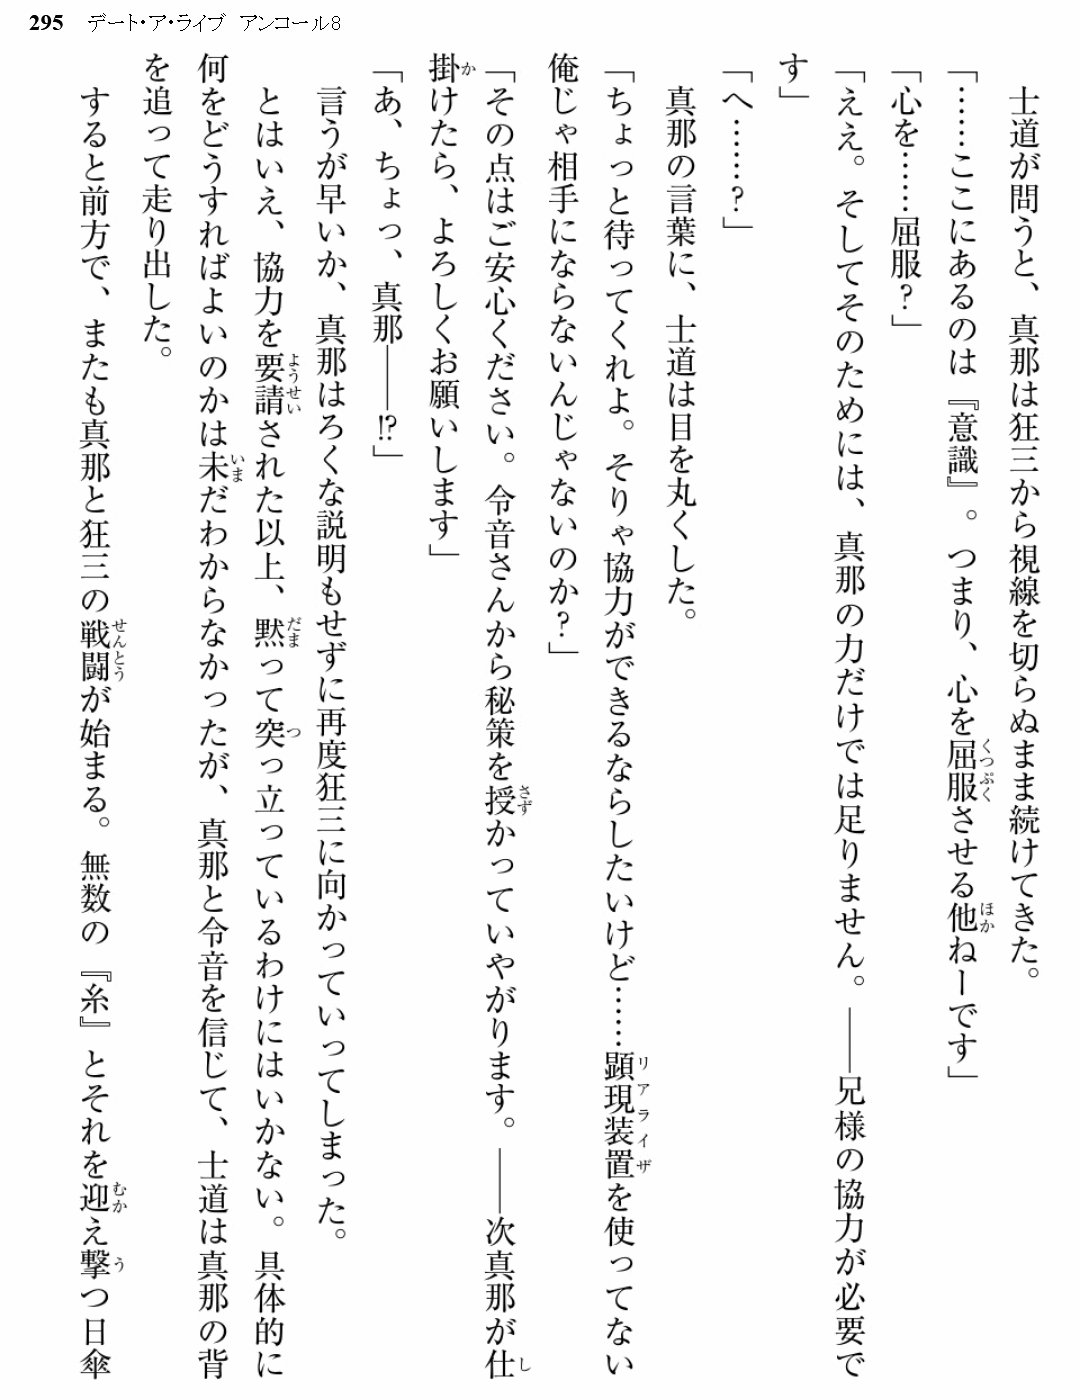 295 デート・ア・ライブ アンコール8
士道が問うと、真那は狂三から視線を切らぬまま続けてきた。
「……ここにあるのは『意識』。つまり、心を屈服させる他ねーです」
「心を……屈服？」
「ええ。そしてそのためには、真那の力だけでは足りません。――兄様の協力が必要で
す」
「へ……？」
真那の言葉に、士道は目を丸くした。
「ちょっと待ってくれよ。そりゃ協力ができるならしたいけど……顕現装置を使ってない
俺じゃ相手にならないんじゃないのか？」
「その点はご安心ください。令音さんから秘策を授かっていやがります。――次真那が仕
掛けたら、よろしくお願いします」
「あ、ちょっ、真那――!?」
言うが早いか、真那はろくな説明もせずに再度狂三に向かっていってしまった。
とはいえ、協力を要請された以上、黙って突っ立っているわけにはいかない。具体的に
何をどうすればよいのかは未だわからなかったが、真那と令音を信じて、士道は真那の背
を追って走り出した。
すると前方で、またも真那と狂三の戦闘が始まる。無数の『糸』とそれを迎え撃つ日傘